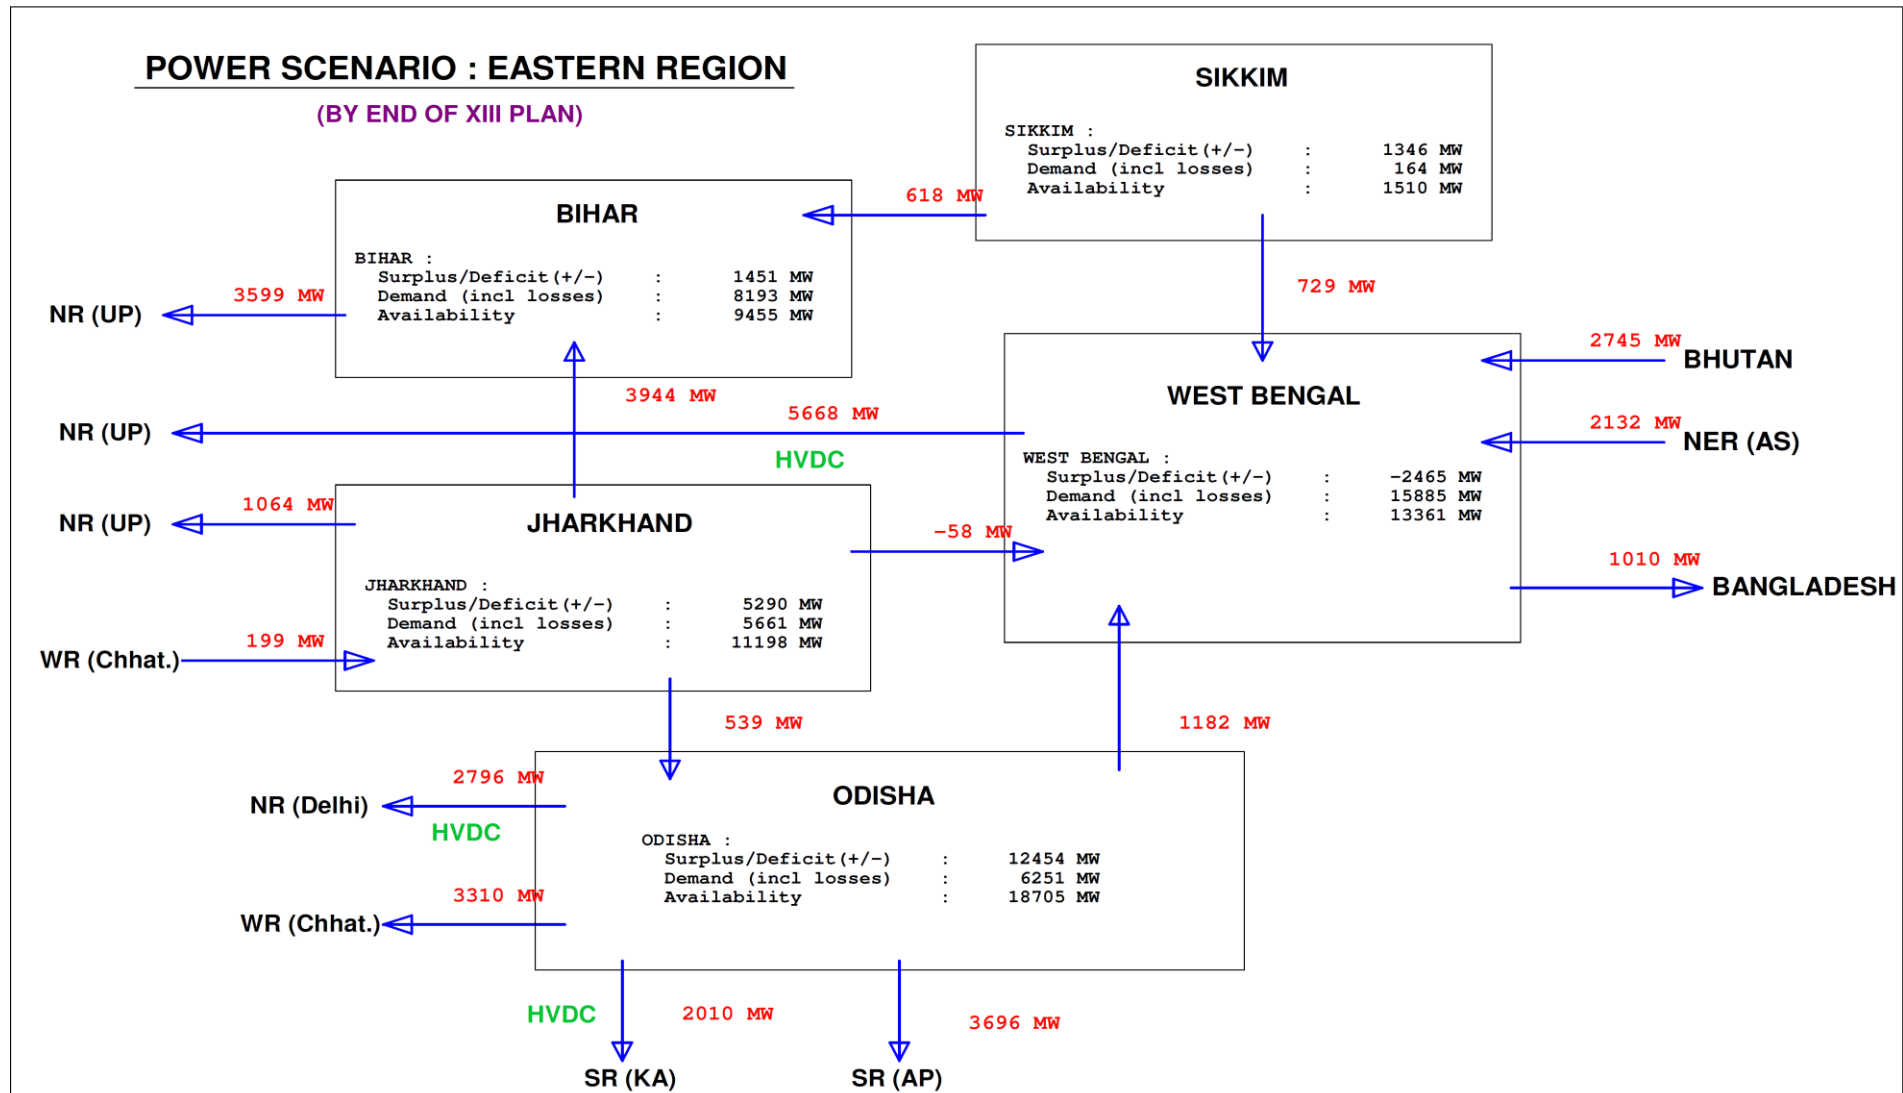 POWER SCENARIO : EASTERN REGION
(BY END OF XIII PLAN)
SIKKIM
SIKKIM :
Surplus/Deficit(+/-) : 1346 MW
Demand (incl losses) : 164 MW
Availability : 1510 MW
618 MW
729 MW
BIHAR
BIHAR :
Surplus/Deficit(+/-) : 1451 MW
Demand (incl losses) : 8193 MW
Availability : 9455 MW
3599 MW
NR (UP)
3944 MW
5668 MW
NR (UP)
HVDC
WEST BENGAL
WEST BENGAL :
Surplus/Deficit(+/-) : -2465 MW
Demand (incl losses) : 15885 MW
Availability : 13361 MW
2745 MW
BHUTAN
2132 MW
NER (AS)
1010 MW
BANGLADESH
1064 MW
NR (UP)
JHARKHAND
JHARKHAND :
Surplus/Deficit(+/-) : 5290 MW
Demand (incl losses) : 5661 MW
Availability : 11198 MW
-58 MW
199 MW
WR (Chhat.)
539 MW
1182 MW
ODISHA
ODISHA :
Surplus/Deficit(+/-) : 12454 MW
Demand (incl losses) : 6251 MW
Availability : 18705 MW
2796 MW
NR (Delhi)
HVDC
3310 MW
WR (Chhat.)
HVDC
2010 MW
3696 MW
SR (KA)
SR (AP)